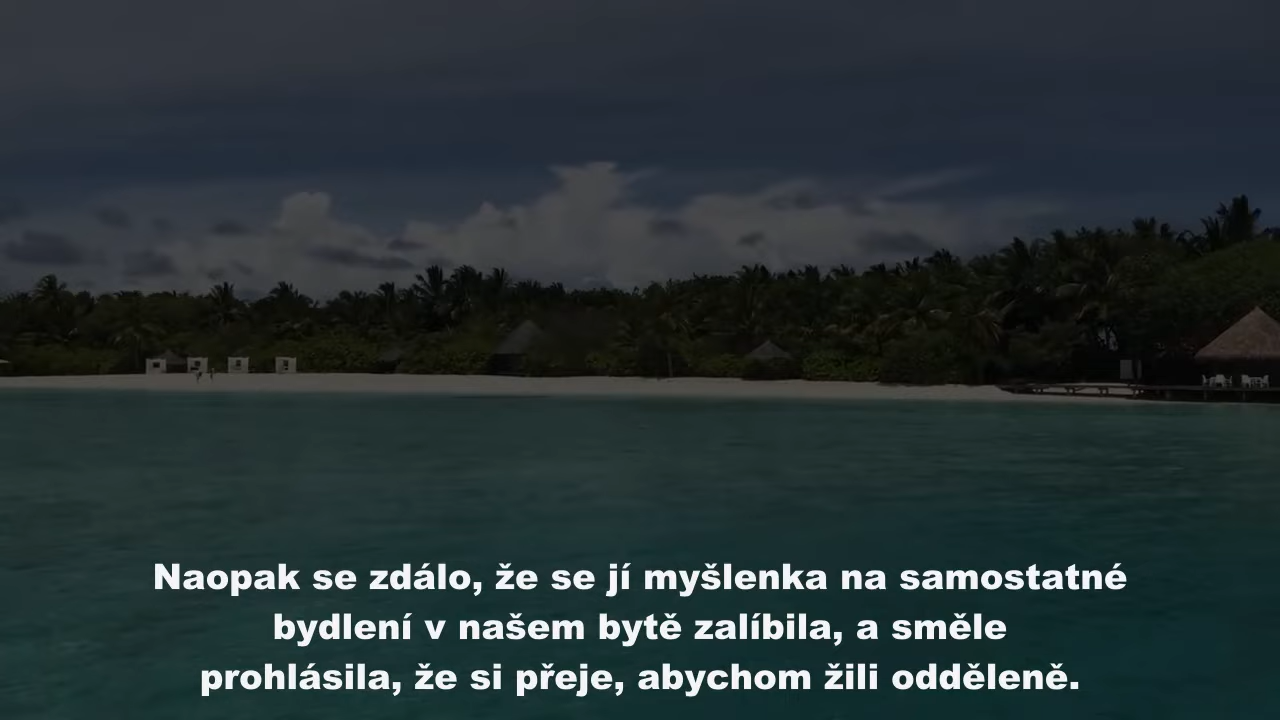 Naopak se zdálo, že se jí myšlenka na samostatné
bydlení v našem bytě zalíbila, a směle
prohlásila, že si přeje, abychom žili odděleně.